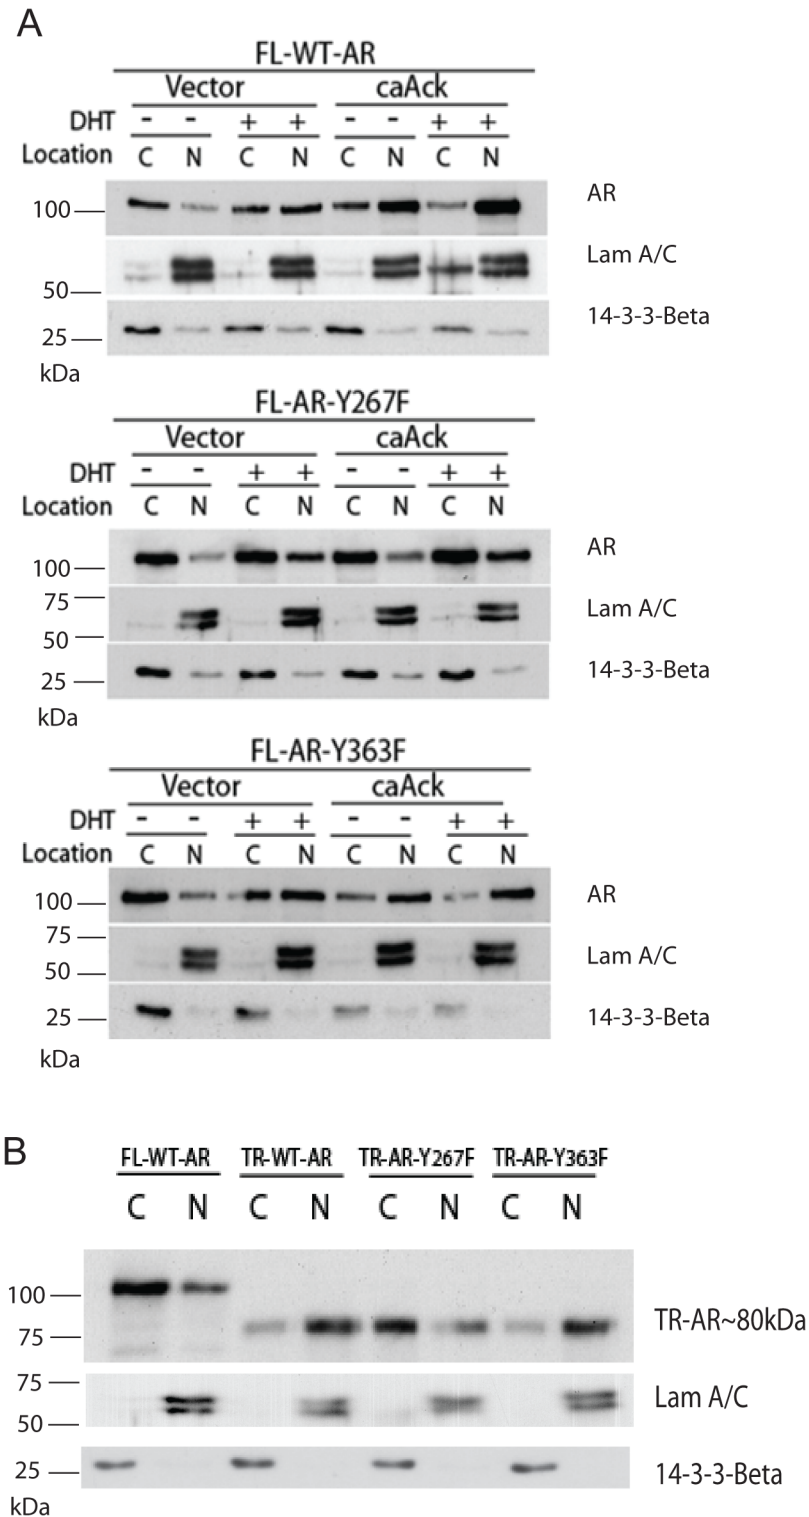 A
FL-WT-AR
Vector caAck
DHT - - + + - - + +
Location C N C N C N C N
100 AR
Lam A/C
50
14-3-3-Beta
25
kDa
FL-AR-Y267F
Vector caAck
DHT - - + + - - + +
Location C N C N C N C N
AR
100
75
Lam A/C
50
14-3-3-Beta
25
kDa
FL-AR-Y363F
Vector caAck
DHT - - + + - - + +
Location C N C N C N C N
AR
100
75
Lam A/C
50
25 14-3-3-Beta
kDa
B
FL-WT-AR TR-WT-AR TR-AR-Y267F TR-AR-Y363F
C N C N C N C N
100
TR-AR~80kDa
75
75
Lam A/C
50
25 14-3-3-Beta
kDa